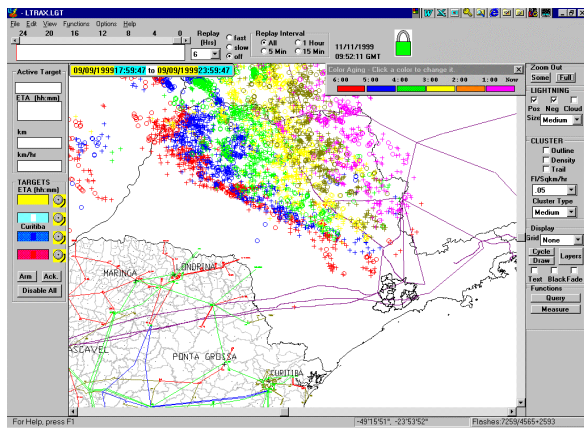 - LTRAX.LGT
File Edit View Functions Options Help
24 20 16 12 8 4 0
Replay
(Hrs)
6
fast
slow
off
Replay Interval
All 1 Hour
5 Min 15 Min
11/11/1999
09:52:11 GMT
Active Target
ETA (hh:mm)
km
km/hr
TARGETS
ETA (hh:mm)
Curitiba
Arm Ack.
Disable All
09/09/1999 17:59:47 to 09/09/1999 23:59:47
Color Aging - Click a color to change it.
6:00 5:00 4:00 3:00 2:00 1:00 Now
MARINGA
LONDRINA
ASCAVEL
PONTA GROSSA
CURITIBA
Zoom Out
Some Full
LIGHTNING
Pos Neg Cloud
Size Medium
CLUSTER
Outline
Density
Trail
Fl/Sqkm/hr
.05
Cluster Type
Medium
Display
Grid None
Cycle
Draw
Layers
Text Black Fade
Functions
Query
Measure
For Help, press F1
-49°15'51", -23°53'52"
Flashes:7259/4565+2593